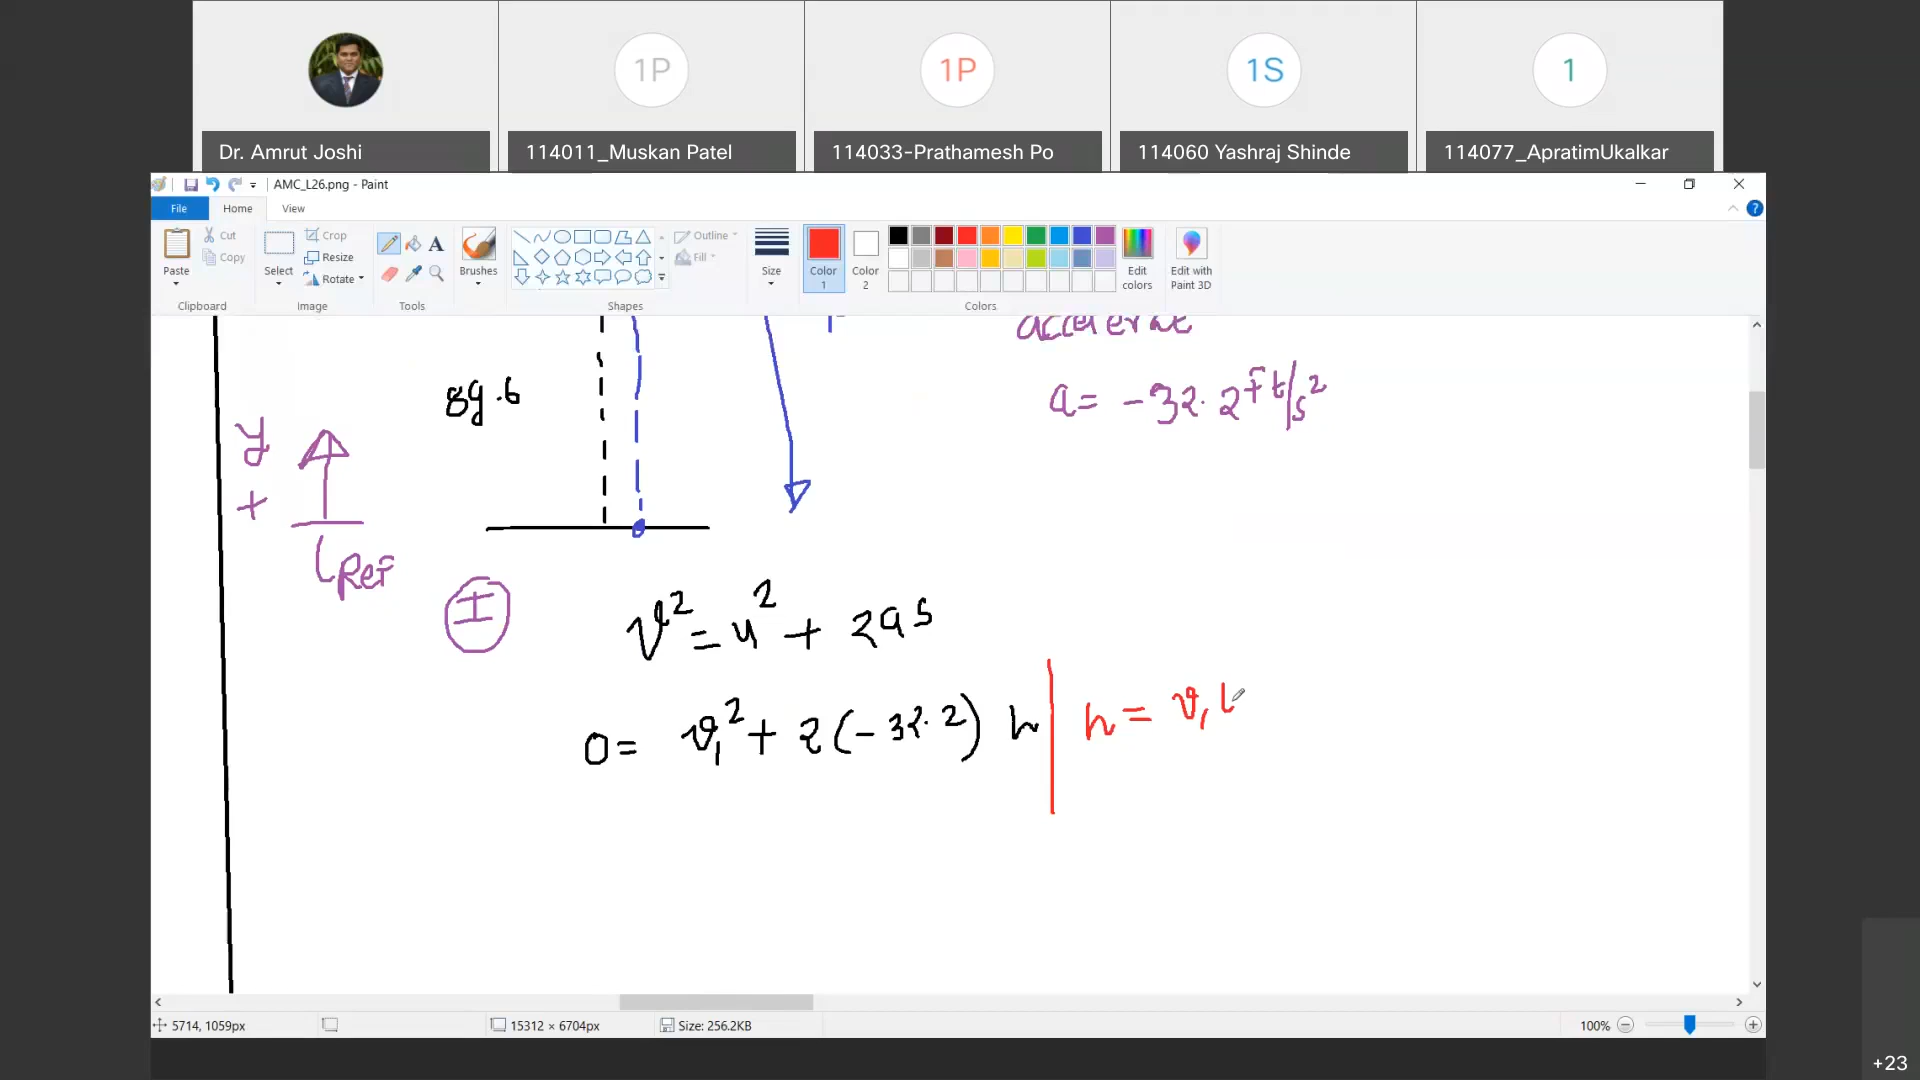 1P
1P
1S
1
Dr. Amrut Joshi
114011_Muskan Patel
114033-Prathamesh Po
114060 Yashraj Shinde
114077_ApratimUkalkar
AMC_L26.png - Paint
File
Home
View
Paste
Cut
Copy
Clipboard
Select
Crop
Resize
Rotate
Image
A
Tools
Brushes
Outline
Fill
Shapes
Size
Color 1
Color 2
Edit colors
Colors
Edit with Paint 3D
accelerat
a = -32.2 ft/s²
89.6
y
+
Ref
I
v² = u² + 2as
0 = v₁² + 2(-32.2) h
h = v₁ t
5714, 1059px
15312 × 6704px
Size: 256.2KB
100%
+23